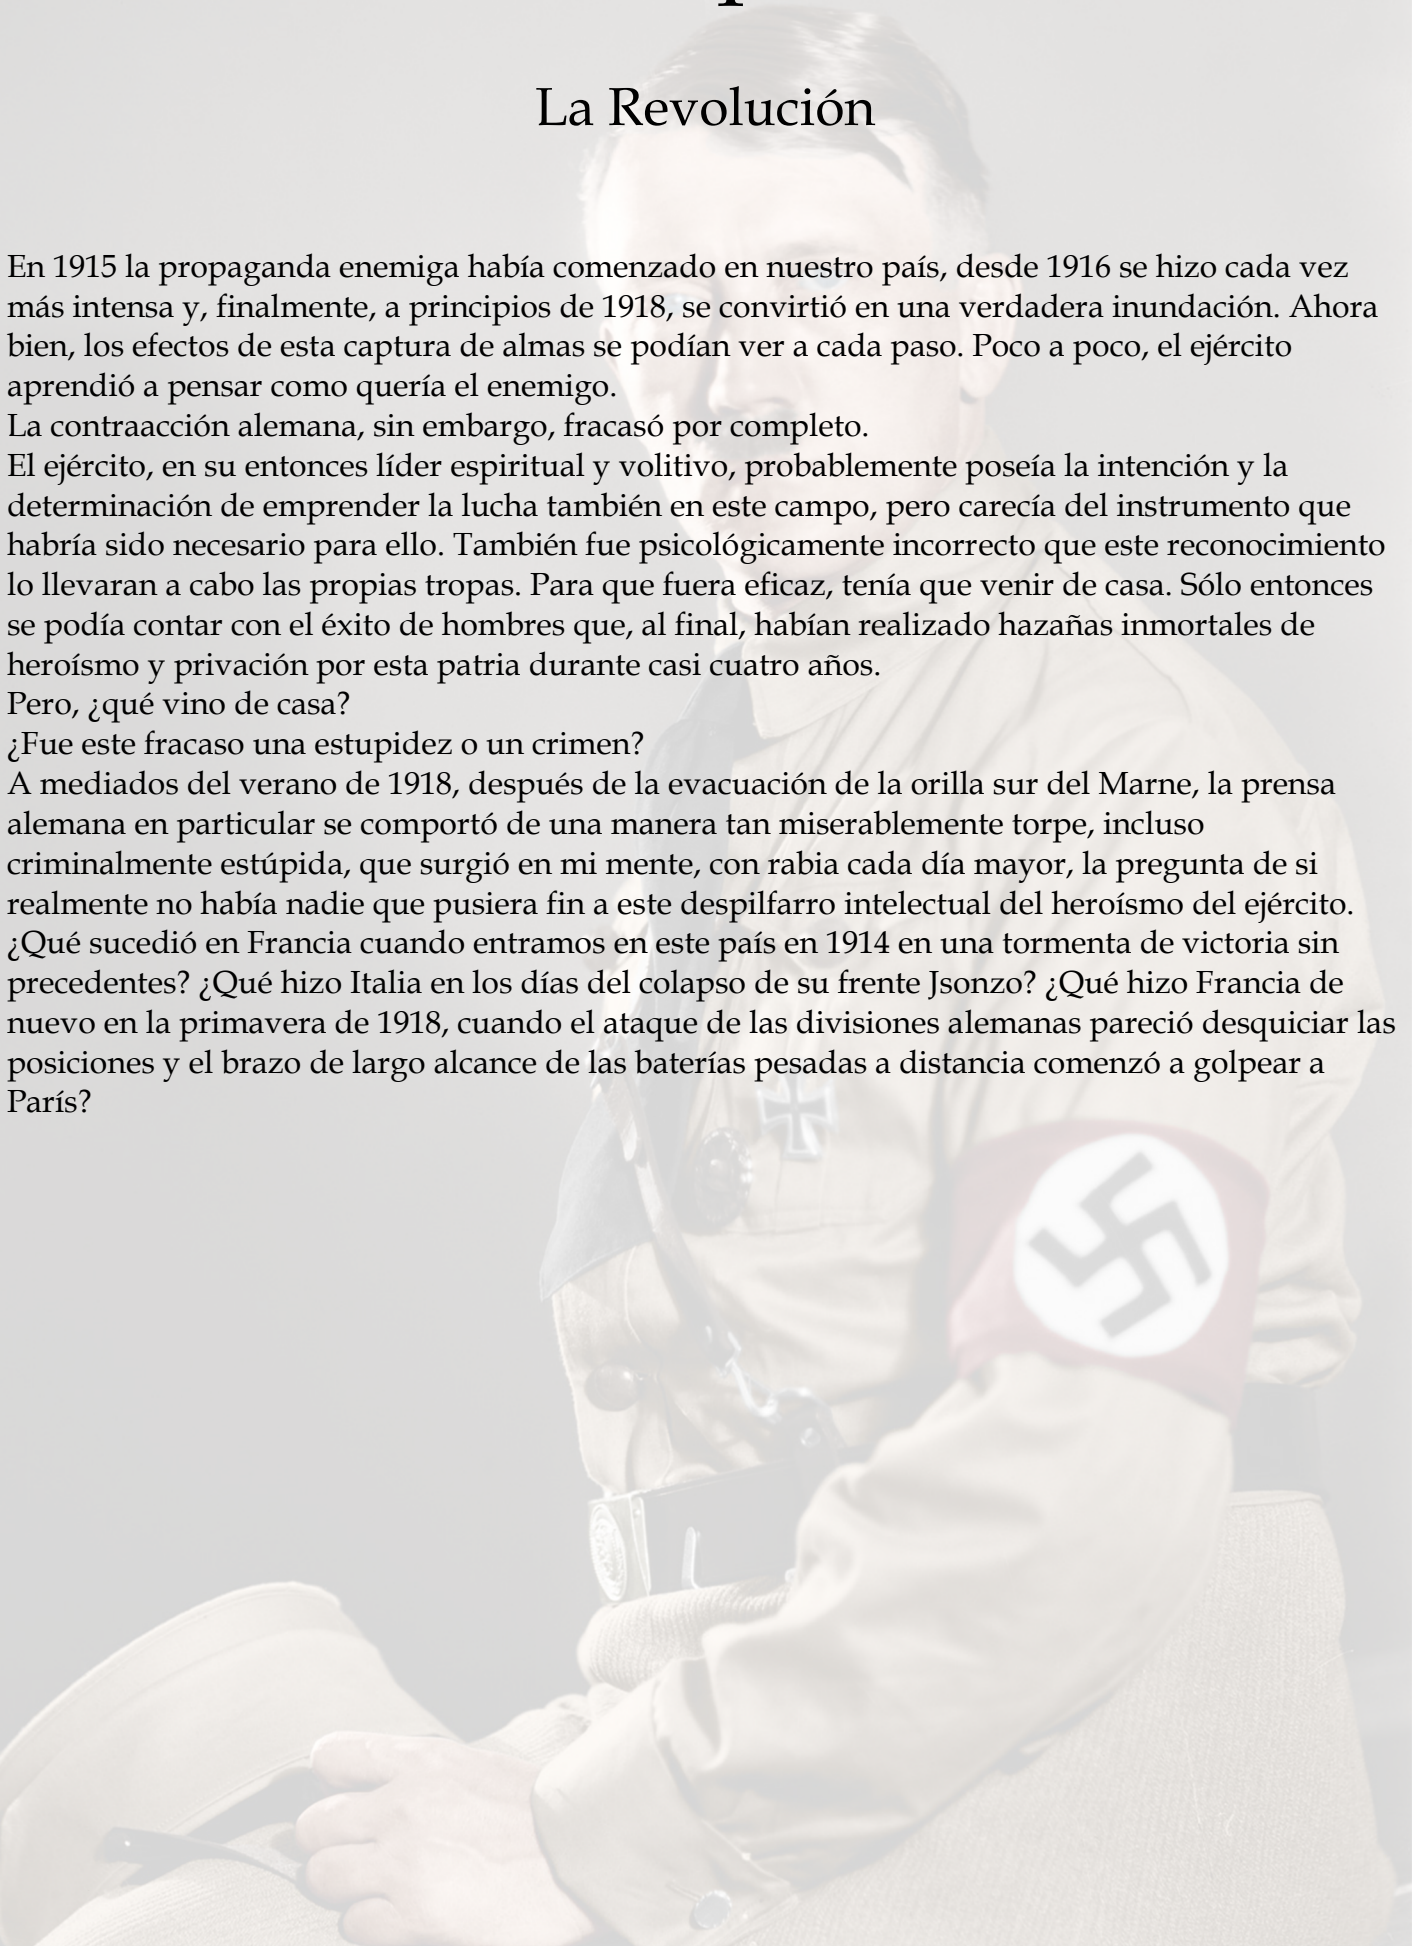 La Revolución
En 1915 la propaganda enemiga había comenzado en nuestro país, desde 1916 se hizo cada vez
más intensa y, finalmente, a principios de 1918, se convirtió en una verdadera inundación. Ahora
bien, los efectos de esta captura de almas se podían ver a cada paso. Poco a poco, el ejército
aprendió a pensar como quería el enemigo.
La contraacción alemana, sin embargo, fracasó por completo.
El ejército, en su entonces líder espiritual y volitivo, probablemente poseía la intención y la
determinación de emprender la lucha también en este campo, pero carecía del instrumento que
habría sido necesario para ello. También fue psicológicamente incorrecto que este reconocimiento
lo llevaran a cabo las propias tropas. Para que fuera eficaz, tenía que venir de casa. Sólo entonces
se podía contar con el éxito de hombres que, al final, habían realizado hazañas inmortales de
heroísmo y privación por esta patria durante casi cuatro años.
Pero, ¿qué vino de casa?
¿Fue este fracaso una estupidez o un crimen?
A mediados del verano de 1918, después de la evacuación de la orilla sur del Marne, la prensa
alemana en particular se comportó de una manera tan miserablemente torpe, incluso
criminalmente estúpida, que surgió en mi mente, con rabia cada día mayor, la pregunta de si
realmente no había nadie que pusiera fin a este despilfarro intelectual del heroísmo del ejército.
¿Qué sucedió en Francia cuando entramos en este país en 1914 en una tormenta de victoria sin
precedentes? ¿Qué hizo Italia en los días del colapso de su frente Jsonzo? ¿Qué hizo Francia de
nuevo en la primavera de 1918, cuando el ataque de las divisiones alemanas pareció desquiciar las
posiciones y el brazo de largo alcance de las baterías pesadas a distancia comenzó a golpear a
París?